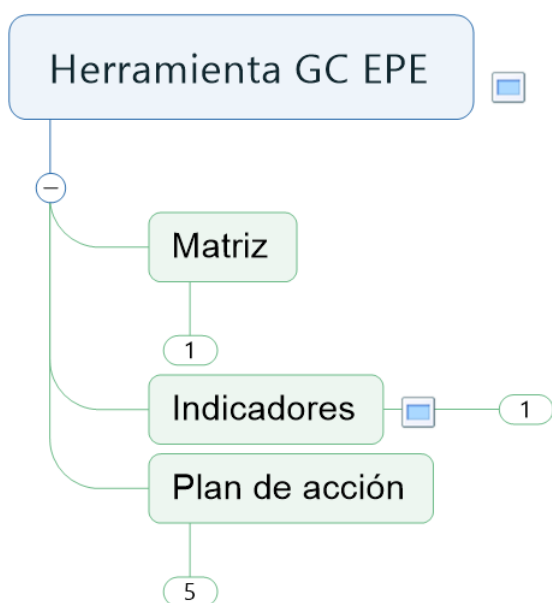 Herramienta GC EPE
Matriz
1
Indicadores
1
Plan de acción
5